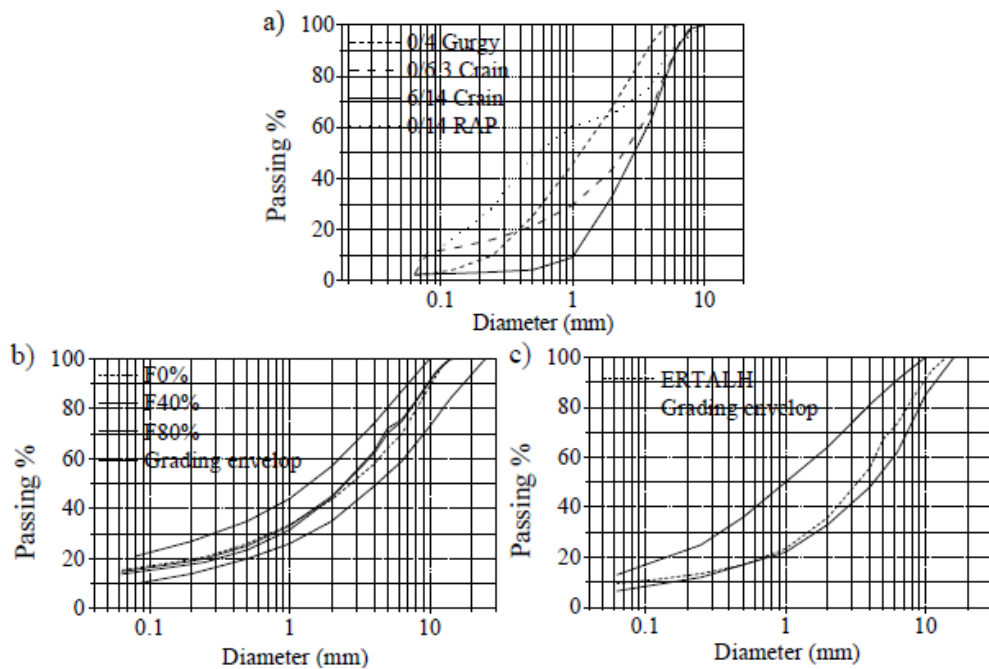 a)
100
80
60
40
20
0
Passing %
0/4 Gurgy
0/6 3 Crain
6/14 Crain
0/14 RAP
0.1 1 10
Diameter (mm)
b)
100
80
60
40
20
0
Passing %
F0%
F40%
F80%
Grading envelop
0.1 1 10
Diameter (mm)
c)
100
80
60
40
20
0
Passing %
ERTALH
Grading envelop
0.1 1 10
Diameter (mm)